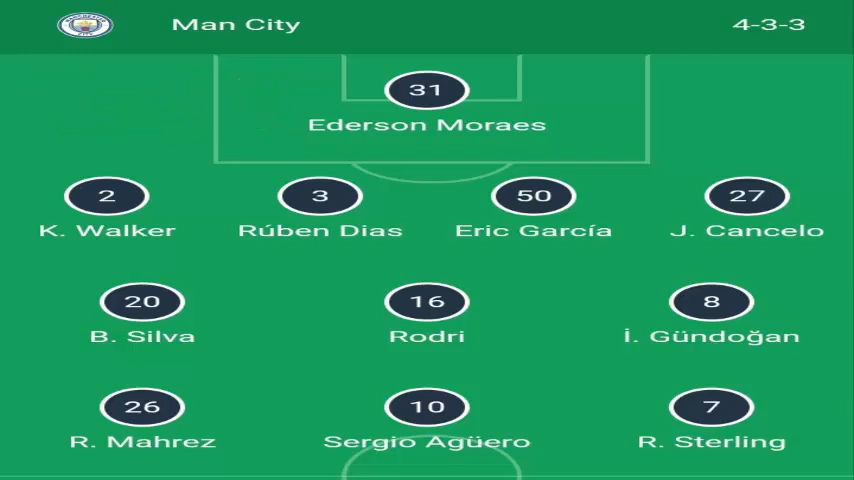 Man City 4-3-3
31
Ederson Moraes
2 3 50 27
K. Walker Rúben Dias Eric García J. Cancelo
20 16 8
B. Silva Rodri İ. Gündoğan
26 10 7
R. Mahrez Sergio Agüero R. Sterling